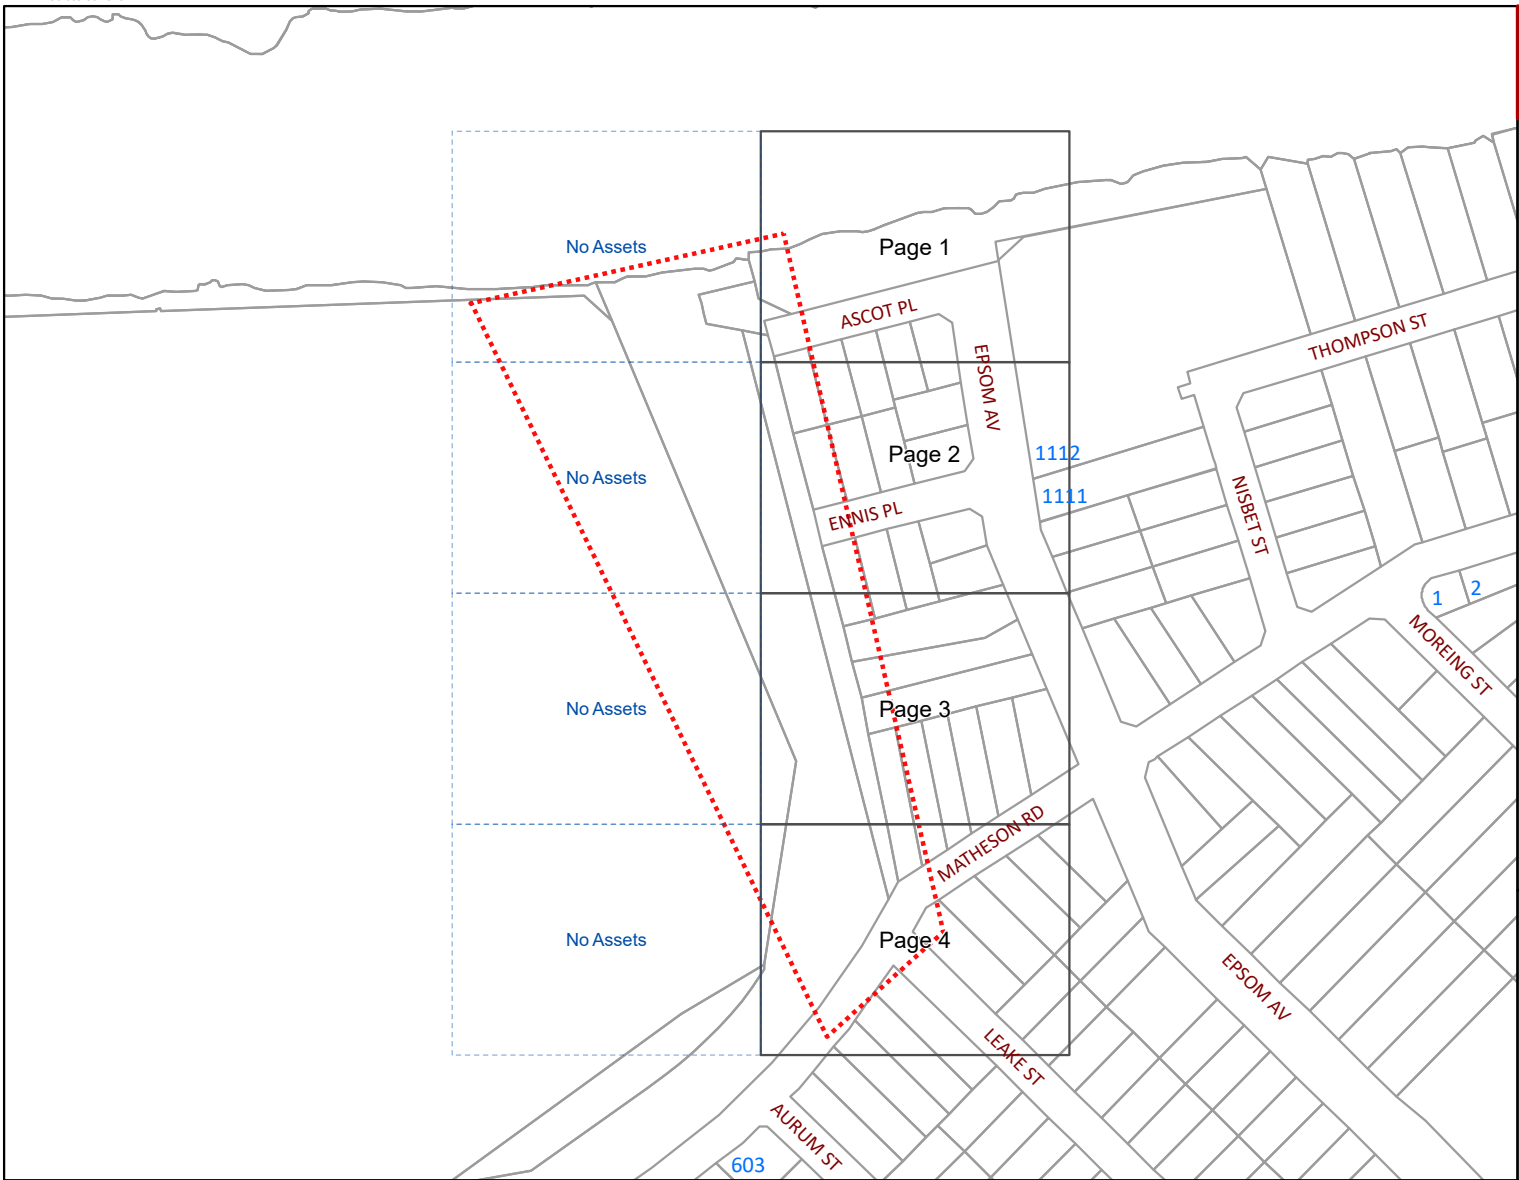 No Assets
Page 1
ASCOT PL
THOMPSON ST
EPSOM AV
No Assets
Page 2
1112
1111
ENNIS PL
NISBET ST
1
2
MOREING ST
No Assets
Page 3
MATHESON RD
No Assets
Page 4
EPSOM AV
LEAKE ST
AURUM ST
603